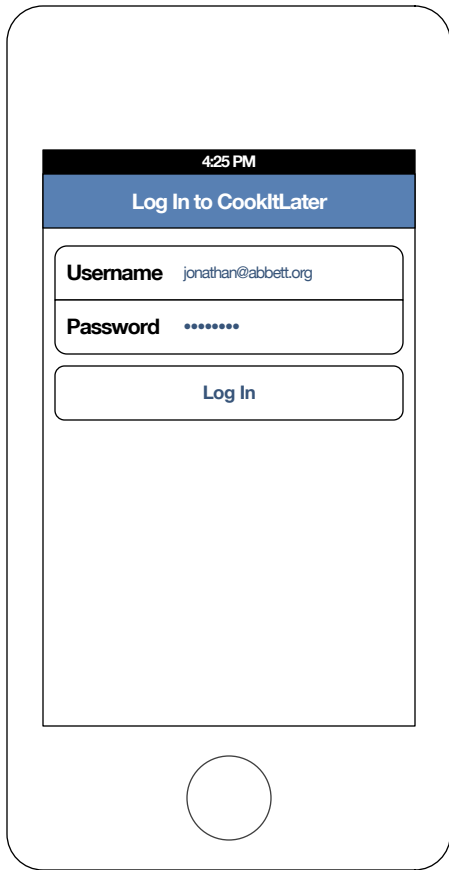 4:25 PM
Log In to CookItLater
Username jonathan@abbett.org
Password ••••••••
Log In